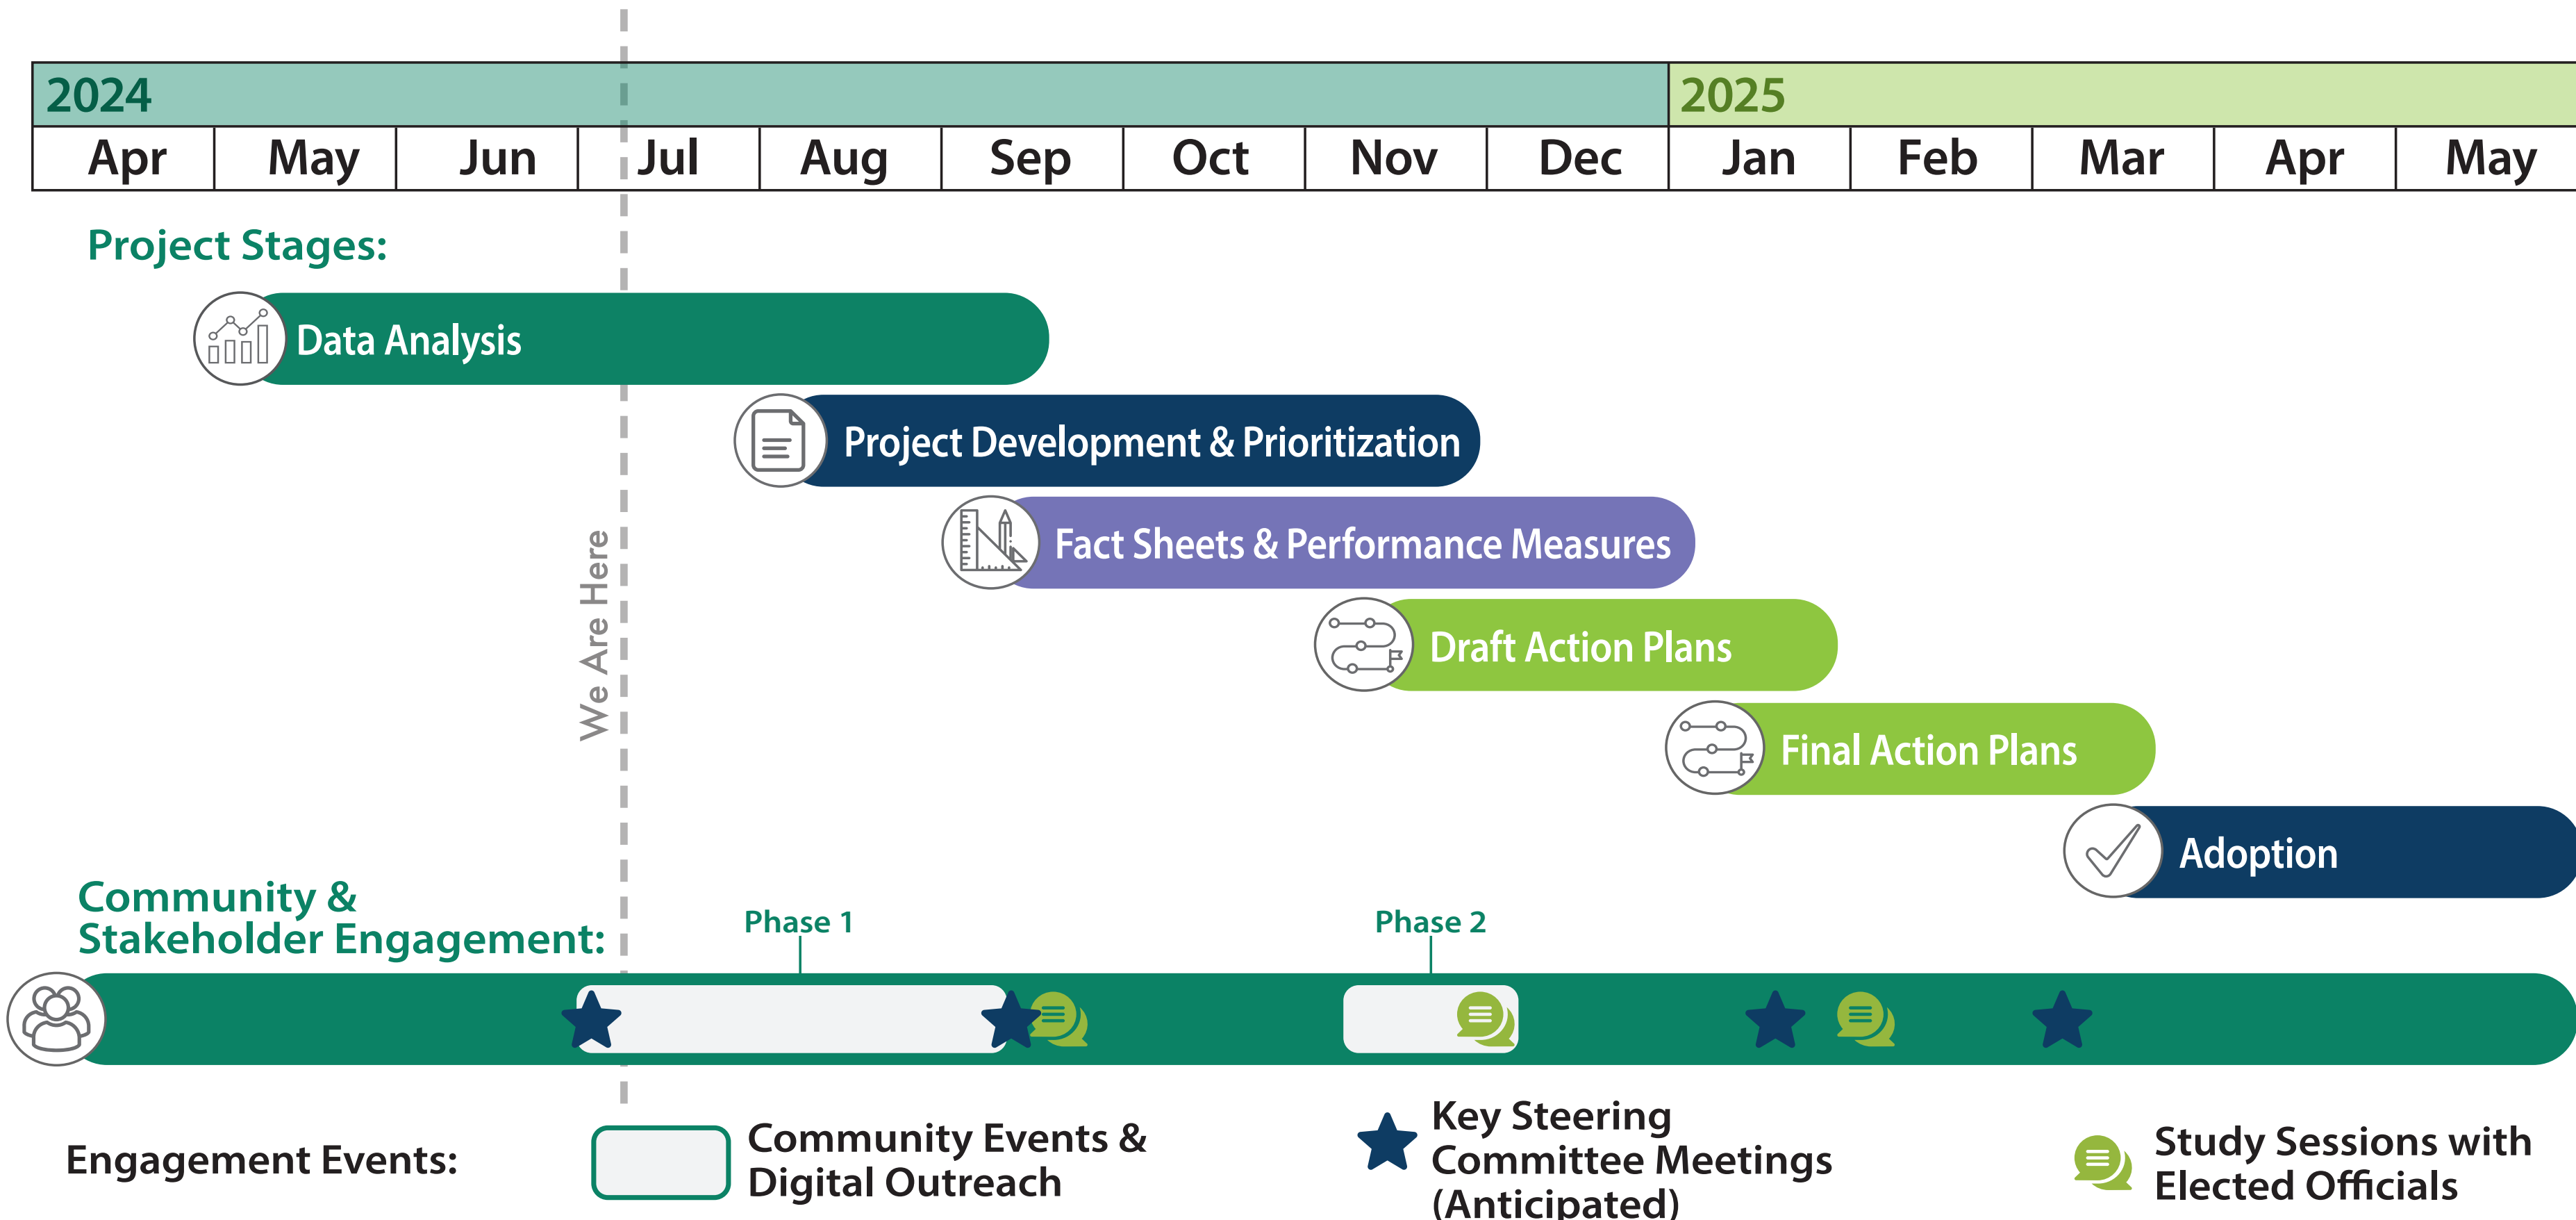 2024
2025
Apr May Jun Jul Aug Sep Oct Nov Dec Jan Feb Mar Apr May
Project Stages:
Data Analysis
Project Development & Prioritization
Fact Sheets & Performance Measures
We Are Here
Draft Action Plans
Final Action Plans
Adoption
Community &
Stakeholder Engagement:
Phase 1
Phase 2
Engagement Events:
Community Events &
Digital Outreach
Key Steering
Committee Meetings
(Anticipated)
Study Sessions with
Elected Officials